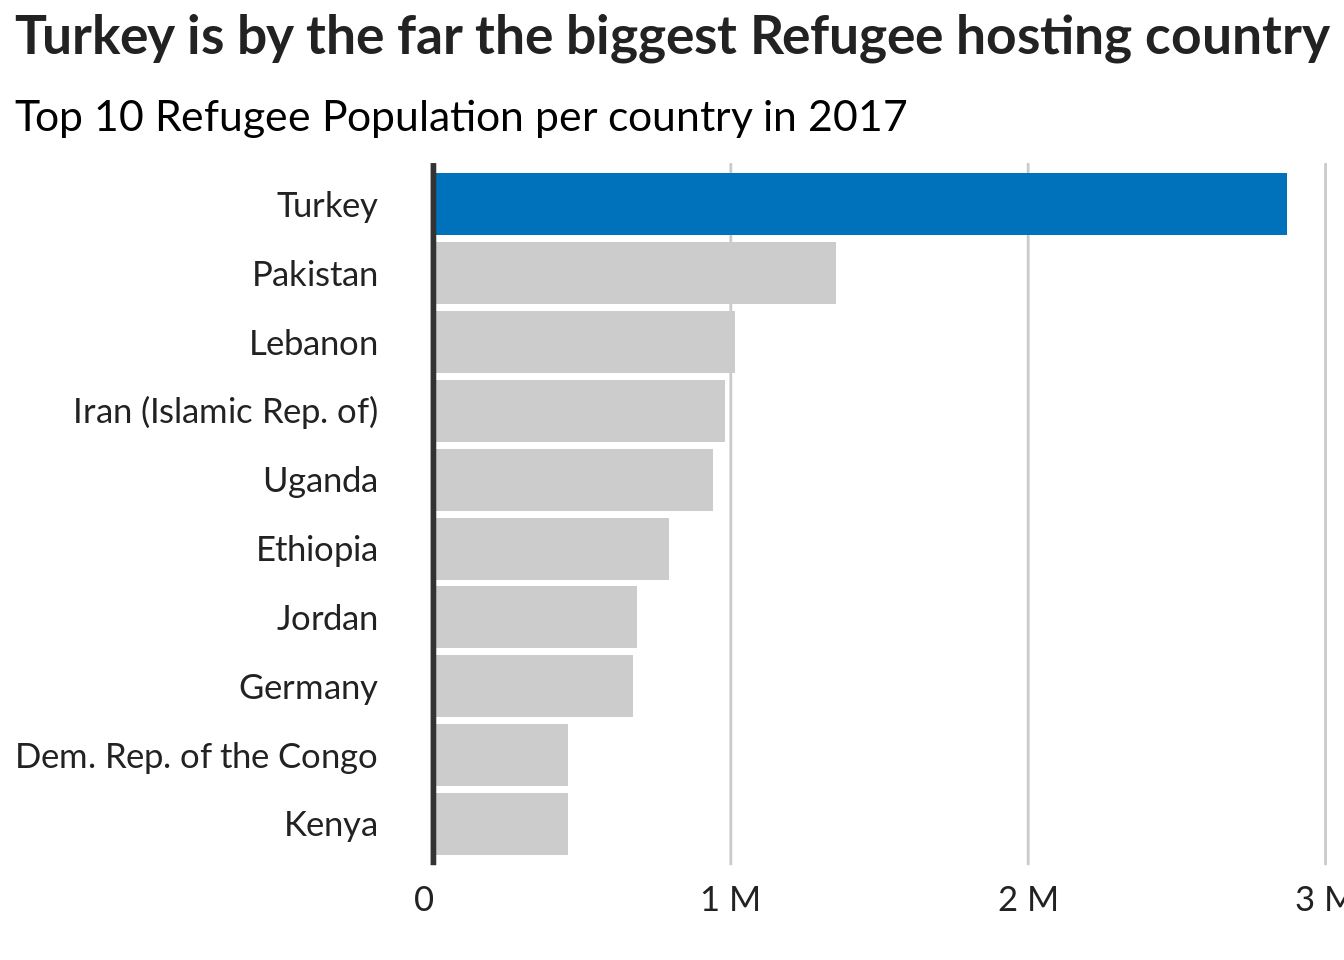 Turkey is by the far the biggest Refugee hosting country
Top 10 Refugee Population per country in 2017
Turkey
Pakistan
Lebanon
Iran (Islamic Rep. of)
Uganda
Ethiopia
Jordan
Germany
Dem. Rep. of the Congo
Kenya
0 1 M 2 M 3 M